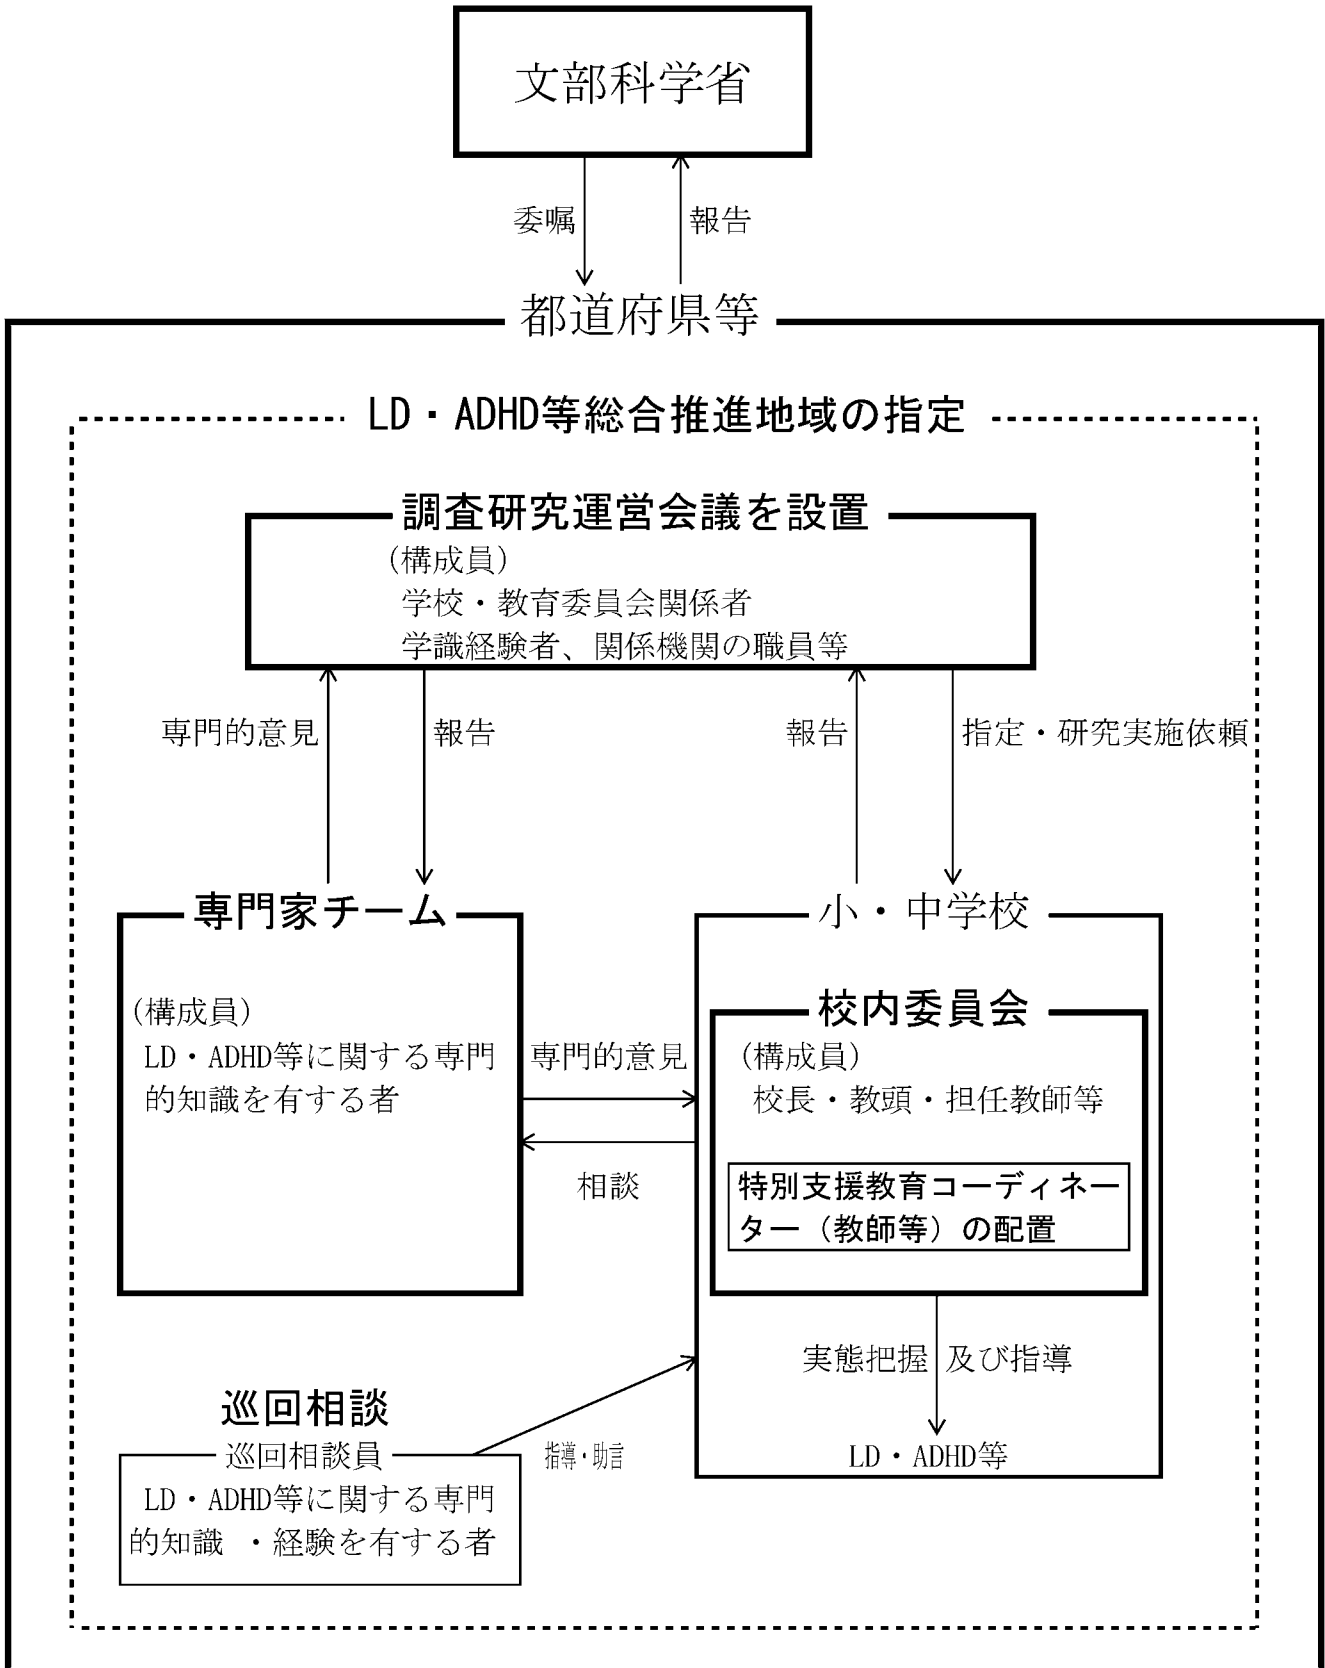 文部科学省
委嘱
報告
都道府県等
LD・ADHD等総合推進地域の指定
調査研究運営会議を設置
(構成員)
学校・教育委員会関係者
学識経験者、関係機関の職員等
専門的意見
報告
報告
指定・研究実施依頼
専門家チーム
(構成員)
LD・ADHD等に関する専門
的知識を有する者
専門的意見
相談
小・中学校
校内委員会
(構成員)
校長・教頭・担任教師等
特別支援教育コーディネー
ター（教師等）の配置
実態把握 及び指導
LD・ADHD等
巡回相談
巡回相談員
LD・ADHD等に関する専門
的知識 ・経験を有する者
指導・助言